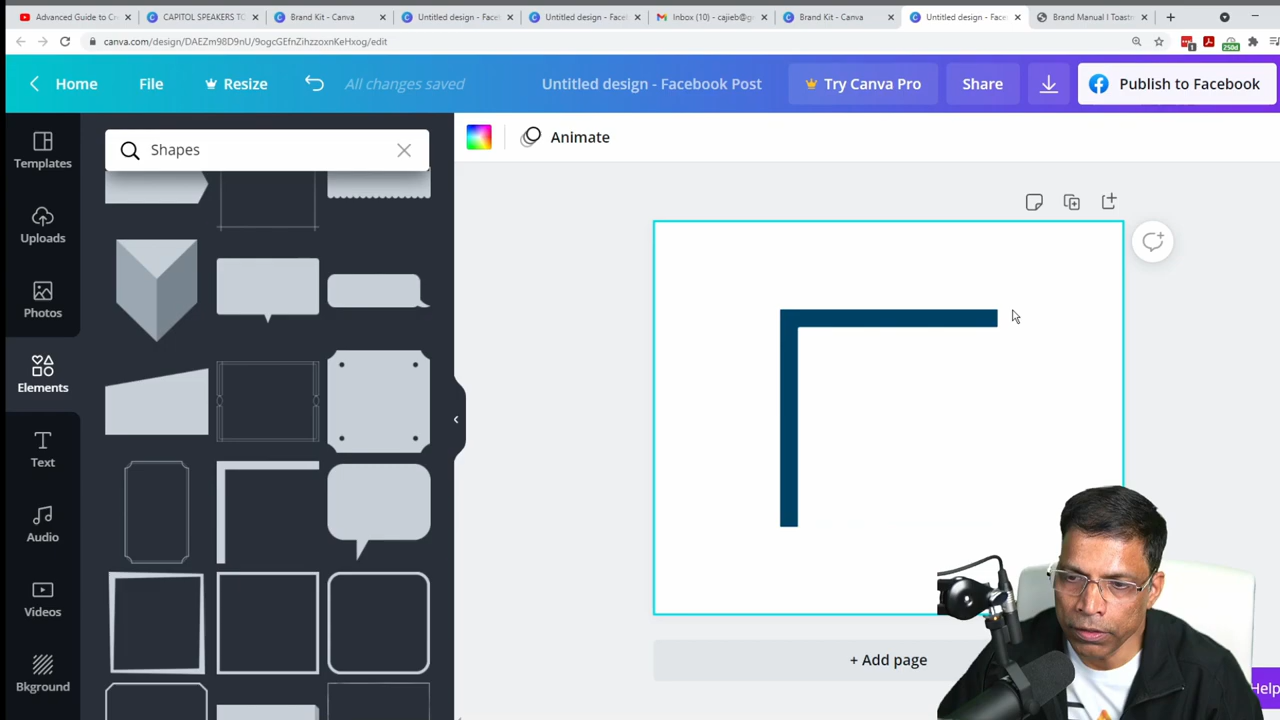 Advanced Guide to Cr
CAPITOL SPEAKERS TO
Brand Kit - Canva
Untitled design - Face
Untitled design - Face
Inbox (10) - cajieb@g
Brand Kit - Canva
Untitled design - Face
Brand Manual I Toastm
canva.com/design/DAEZm98D9nU/9ogcGEfnZihzzoxnKeHxog/edit
Home
File
Resize
All changes saved
Untitled design - Facebook Post
Try Canva Pro
Share
Publish to Facebook
Templates
Shapes
Animate
Uploads
Photos
Elements
Text
Audio
Videos
Bkground
+ Add page
Help